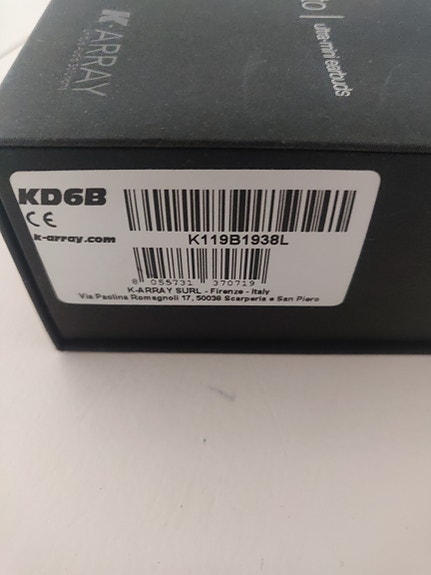 K-ARRAY
ultra-mini earbuds
KD6B
CE
k-array.com
K119B1938L
8 055731 370719
K-ARRAY SURL - Firenze - Italy
Via Paolina Romagnoli 17, 50038 Scarperia e San Piero